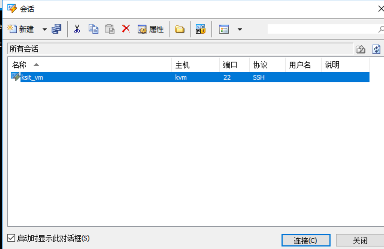 会话
新建 属性
所有会话
名称 主机 端口 协议 用户名 说明
ksit_vm kvm 22 SSH
启动时显示此对话框(S) 连接(C) 关闭